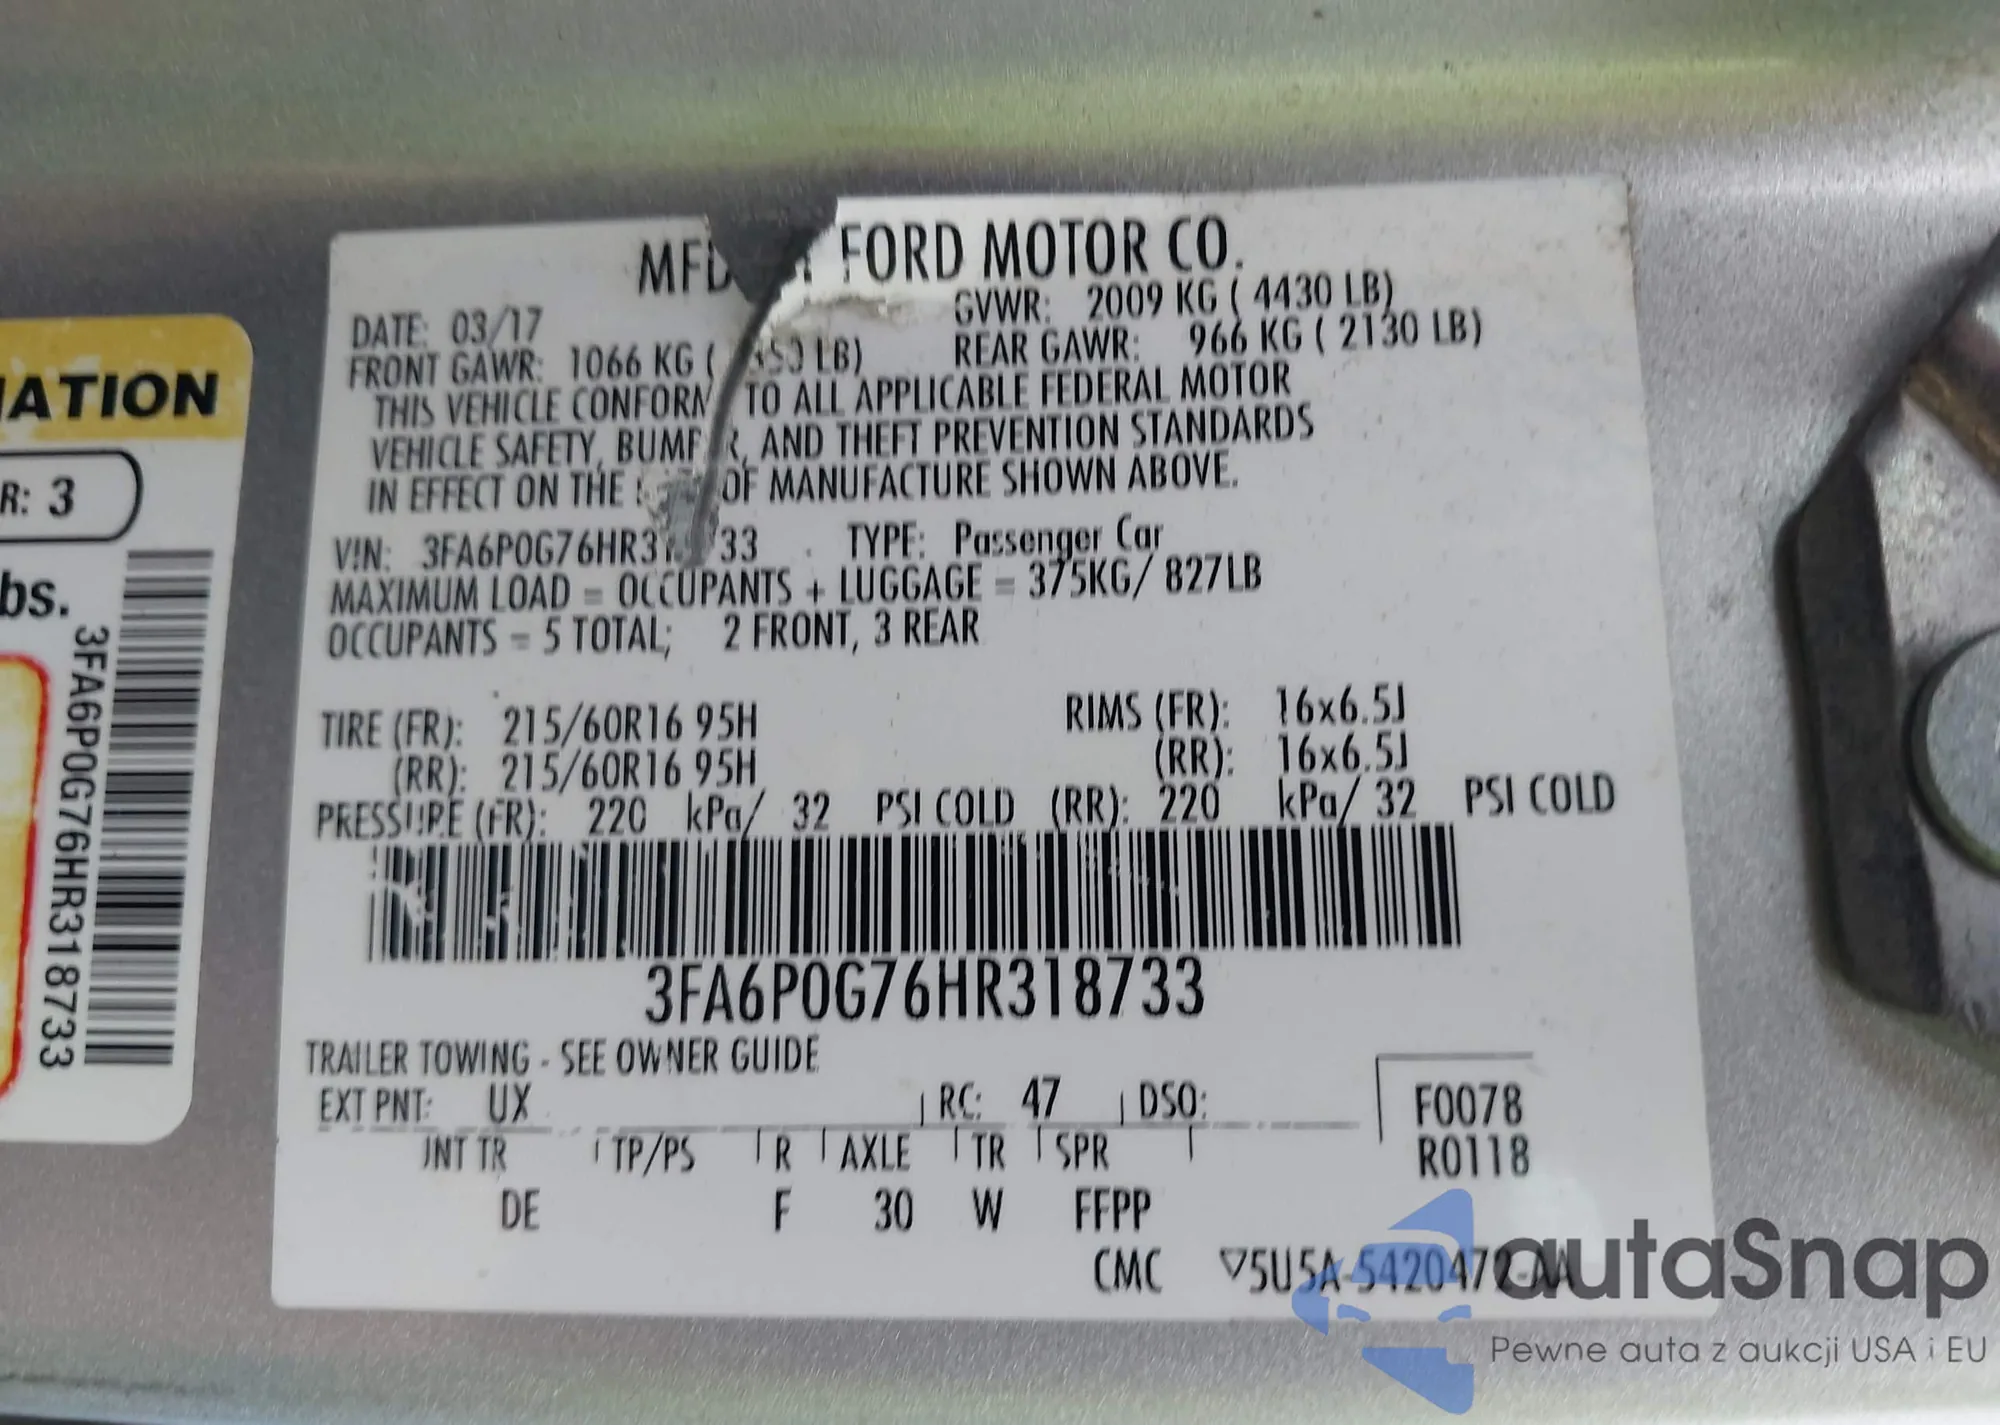 MATION
R: 3
bs.
3FA6P0G76HR318733
FORD MOTOR CO.
DATE: 03/17
GVWR: 2009 KG ( 4430 LB)
FRONT GAWR: 1066 KG ( LB)
REAR GAWR: 966 KG ( 2130 LB)
THIS VEHICLE TO ALL APPLICABLE FEDERAL MOTOR
VEHICLE SAFETY, AND THEFT PREVENTION STANDARDS
IN EFFECT ON THE OF MANUFACTURE SHOWN ABOVE.
VIN: TYPE: Passenger Car
MAXIMUM LOAD = OCCUPANTS + LUGGAGE = 375KG/ 827LB
OCCUPANTS = 5 TOTAL; 2 FRONT, 3 REAR
TIRE (FR): 215/60R16 95H RIMS (FR): 16x6.5J
(RR): 215/60R16 95H (RR): 16x6.5J
PRESSURE (FR): 220 kPa/ 32 PSI COLD (RR): 220 kPa/ 32 PSI COLD
3FA6P0G76HR318733
TRAILER TOWING - SEE OWNER GUIDE
EXT PNT: UX RC: 47 DSO: F0078
INT TR TP/PS R AXLE TR SPR R0118
DE F 30 W FFPP
CMC ▽5U5A-5420472-AA
autaSnap
Pewne auta z aukcji USA i EU